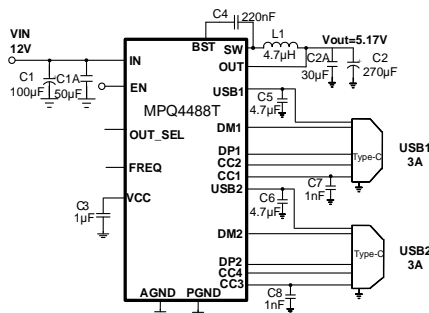 C4 220nF
VIN
12V
BST
SW
L1
4.7µH
Vout=5.17V
IN
OUT
C2A
30µF
C2
270µF
C1
100µF
C1A
50µF
EN
USB1
C5
4.7µF
MPQ4488T
OUT_SEL
DM1
Type-C
USB1
3A
DP1
CC2
CC1
FREQ
USB2
C7
1nF
VCC
C3
1µF
C6
4.7µF
DM2
Type-C
USB2
3A
DP2
CC4
CC3
C8
1nF
AGND
PGND